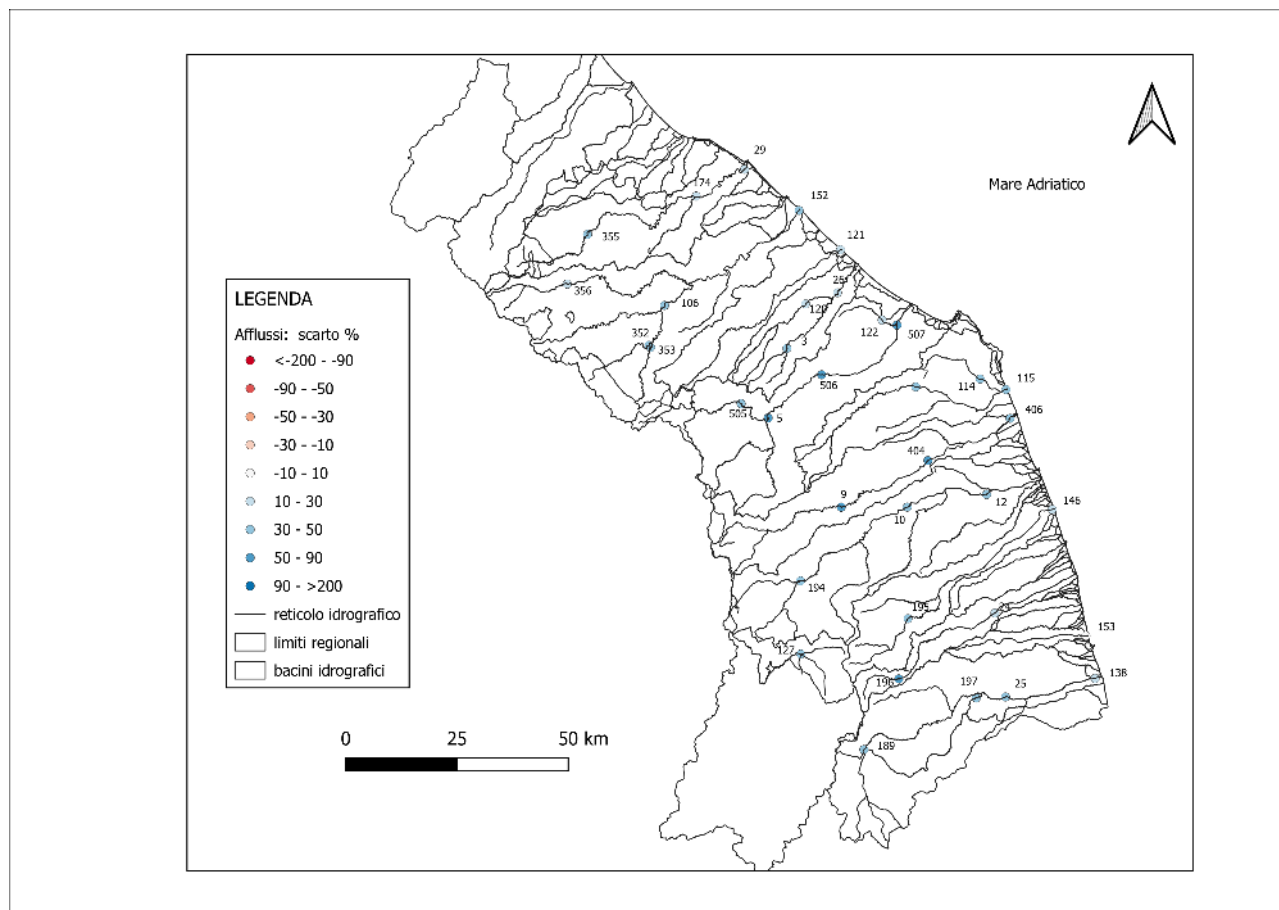 29
174
152
Mare Adriatico
355
121
26
356
120
106
122
507
352
353
3
506
114
115
505
5
406
404
9
10
12
146
194
195
153
127
196
197
25
138
189
LEGENDA
Afflussi: scarto %
<-200 - -90
-90 - -50
-50 - -30
-30 - -10
-10 - 10
10 - 30
30 - 50
50 - 90
90 - >200
reticolo idrografico
limiti regionali
bacini idrografici
0 25 50 km